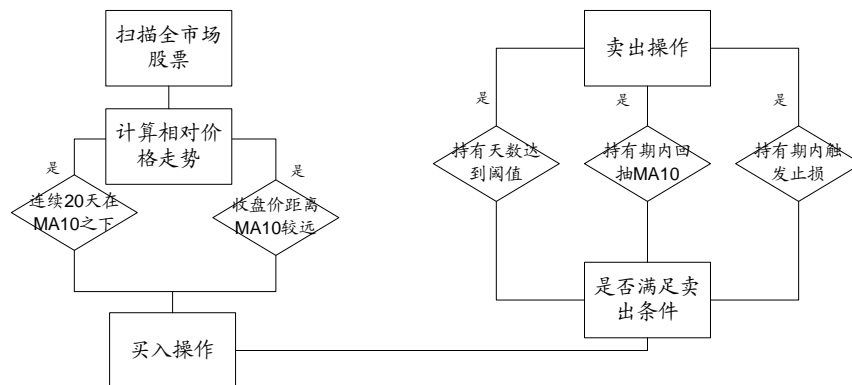 扫描全市场
股票
计算相对价
格走势
是
是
连续20天在
MA10之下
收盘价距离
MA10较远
买入操作
卖出操作
是
是
是
持有天数达
到阈值
持有期内回
抽MA10
持有期内触
发止损
是否满足卖
出条件